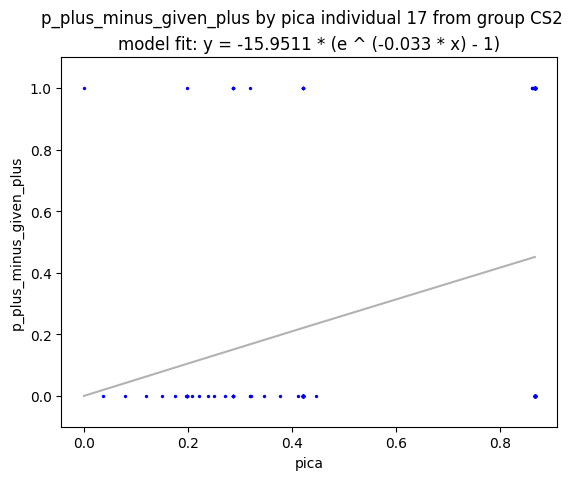 p_plus_minus_given_plus by pica individual 17 from group CS2
model fit: y = -15.9511 * (e ^ (-0.033 * x) - 1)
1.0
0.8
0.6
0.4
0.2
0.0
p_plus_minus_given_plus
0.0 0.2 0.4 0.6 0.8
pica